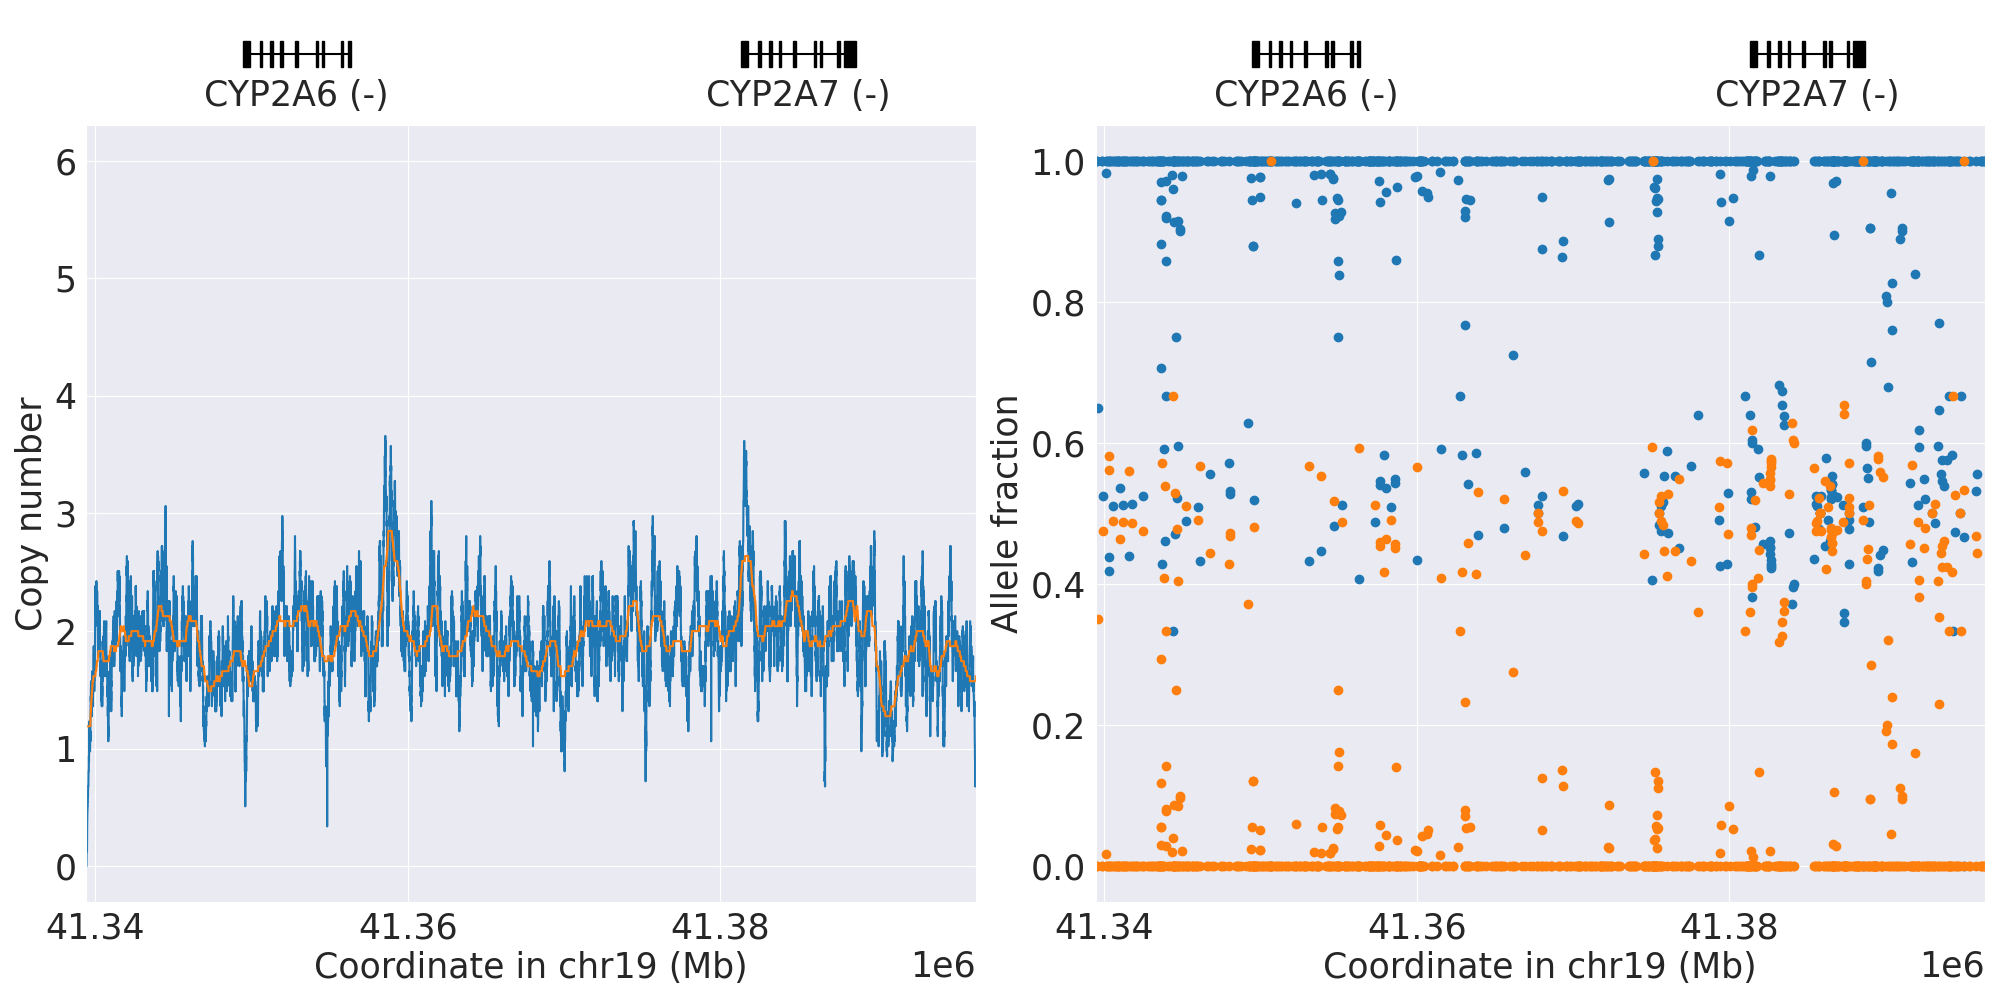 CYP2A6 (-)
CYP2A7 (-)
6
5
4
3
2
1
0
Copy number
41.34
41.36
41.38
Coordinate in chr19 (Mb)
1e6
CYP2A6 (-)
CYP2A7 (-)
1.0
0.8
0.6
0.4
0.2
0.0
Allele fraction
41.34
41.36
41.38
Coordinate in chr19 (Mb)
1e6